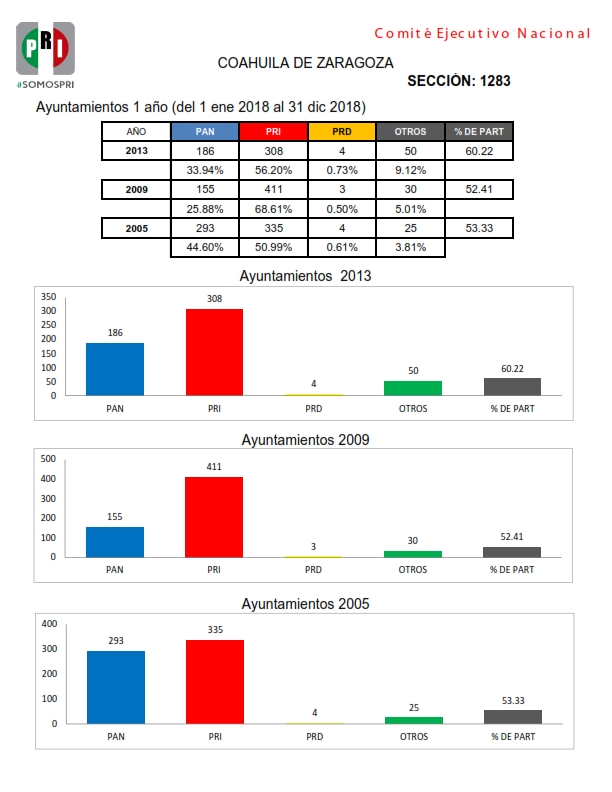 Comité Ejecutivo Nacional
PRI
#SOMOSPRI
COAHUILA DE ZARAGOZA
SECCIÓN: 1283
Ayuntamientos 1 año (del 1 ene 2018 al 31 dic 2018)
AÑO PAN PRI PRD OTROS % DE PART
2013 186 308 4 50 60.22
33.94% 56.20% 0.73% 9.12%
2009 155 411 3 30 52.41
25.88% 68.61% 0.50% 5.01%
2005 293 335 4 25 53.33
44.60% 50.99% 0.61% 3.81%
Ayuntamientos 2013
350
300
250
200
150
100
50
0
186 308 4 50 60.22
PAN PRI PRD OTROS % DE PART
Ayuntamientos 2009
500
400
300
200
100
0
155 411 3 30 52.41
PAN PRI PRD OTROS % DE PART
Ayuntamientos 2005
400
300
200
100
0
293 335 4 25 53.33
PAN PRI PRD OTROS % DE PART